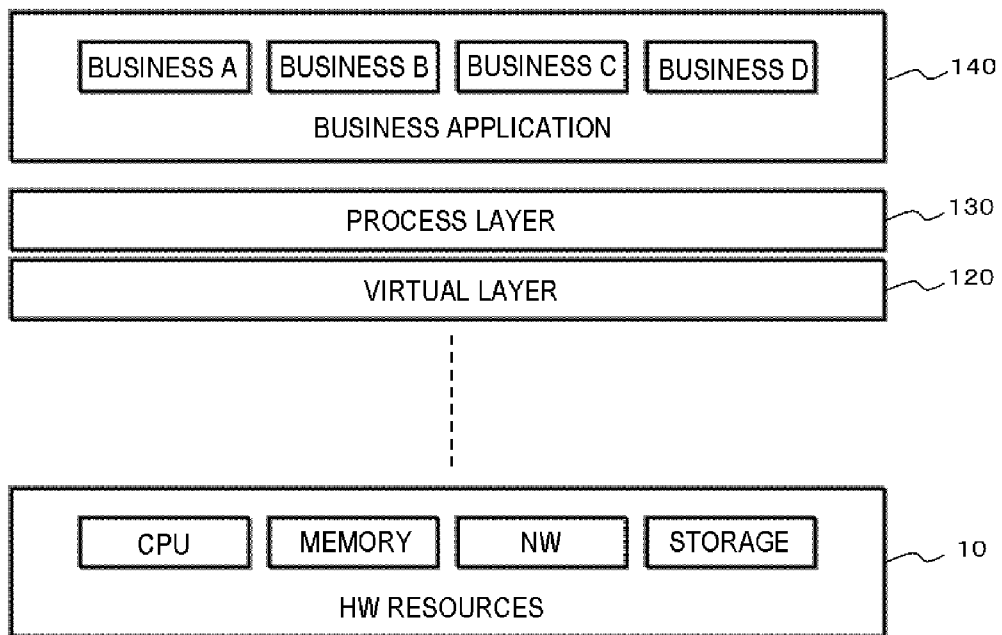 BUSINESS A BUSINESS B BUSINESS C BUSINESS D
BUSINESS APPLICATION
140
PROCESS LAYER
130
VIRTUAL LAYER
120
CPU MEMORY NW STORAGE
HW RESOURCES
10